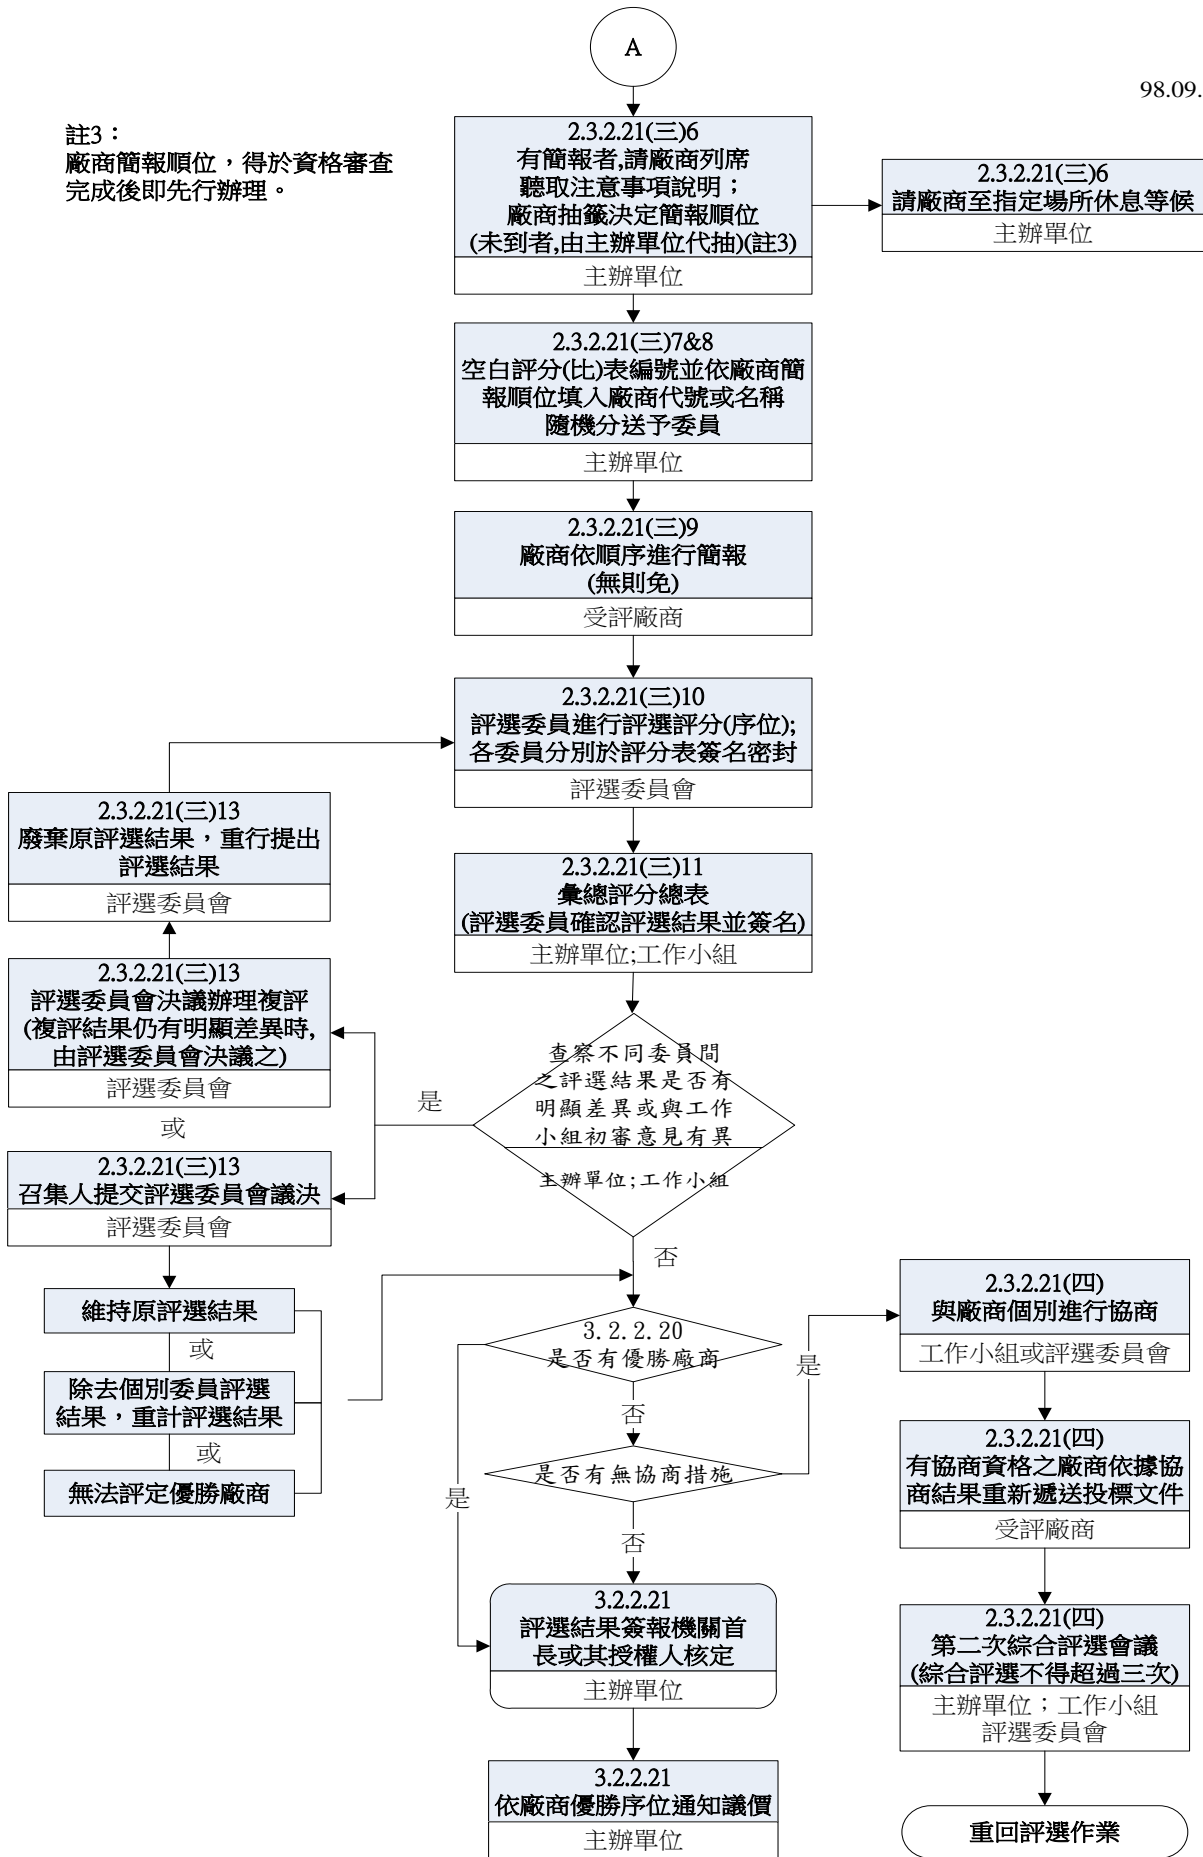 A
98.09.
註3：
廠商簡報順位，得於資格審查
完成後即先行辦理。
2.3.2.21(三)6
有簡報者,請廠商列席
聽取注意事項說明；
廠商抽籤決定簡報順位
(未到者,由主辦單位代抽)(註3)
主辦單位
2.3.2.21(三)6
請廠商至指定場所休息等候
主辦單位
2.3.2.21(三)7&8
空白評分(比)表編號並依廠商簡
報順位填入廠商代號或名稱
隨機分送予委員
主辦單位
2.3.2.21(三)9
廠商依順序進行簡報
(無則免)
受評廠商
2.3.2.21(三)10
評選委員進行評選評分(序位);
各委員分別於評分表簽名密封
評選委員會
2.3.2.21(三)13
廢棄原評選結果，重行提出
評選結果
評選委員會
2.3.2.21(三)11
彙總評分總表
(評選委員確認評選結果並簽名)
主辦單位;工作小組
2.3.2.21(三)13
評選委員會決議辦理複評
(複評結果仍有明顯差異時,
由評選委員會決議之)
評選委員會
或
是
查察不同委員間
之評選結果是否有
明顯差異或與工作
小組初審意見有異
主辦單位;工作小組
2.3.2.21(三)13
召集人提交評選委員會議決
評選委員會
否
維持原評選結果
或
除去個別委員評選
結果，重計評選結果
或
無法評定優勝廠商
3.2.2.20
是否有優勝廠商
否
是
是否有無協商措施
是
否
2.3.2.21(四)
與廠商個別進行協商
工作小組或評選委員會
2.3.2.21(四)
有協商資格之廠商依據協
商結果重新遞送投標文件
受評廠商
3.2.2.21
評選結果簽報機關首
長或其授權人核定
主辦單位
2.3.2.21(四)
第二次綜合評選會議
(綜合評選不得超過三次)
主辦單位；工作小組
評選委員會
3.2.2.21
依廠商優勝序位通知議價
主辦單位
重回評選作業